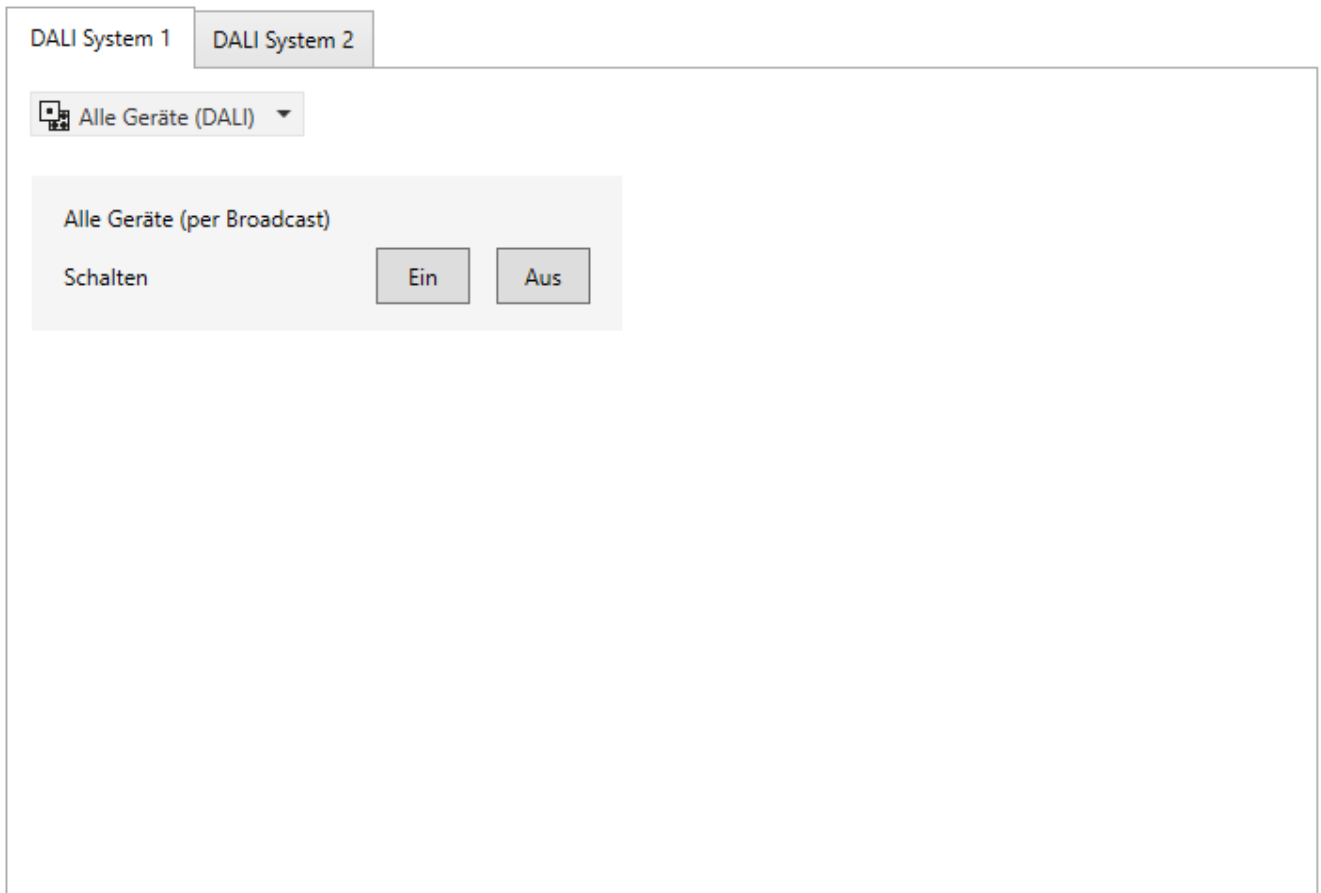 DALI System 1
DALI System 2
Alle Geräte (DALI)
Alle Geräte (per Broadcast)
Schalten Ein Aus